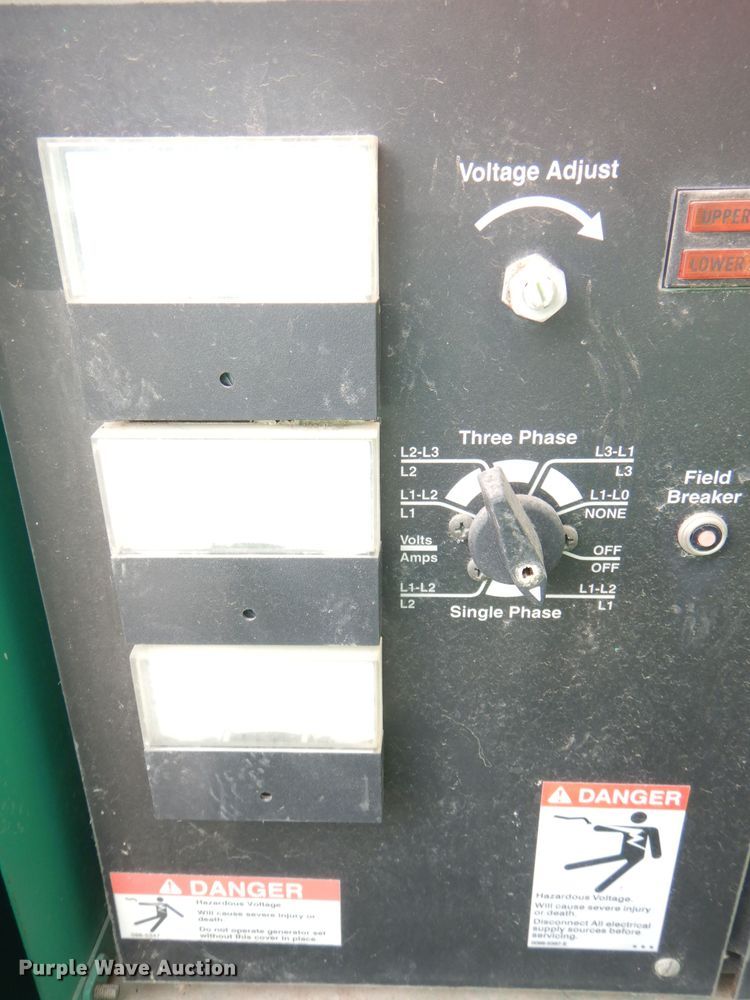 Voltage Adjust
UPPER
LOWER
Three Phase
L2-L3
L2
L3-L1
L3
L1-L2
L1
L1-L0
NONE
Volts
Amps
OFF
OFF
L1-L2
L2
L1-L2
L1
Single Phase
Field
Breaker
DANGER
Hazardous Voltage.
Will cause severe injury
or death.
Disconnect All electrical
supply sources before
servicing.
DANGER
Hazardous Voltage
Will cause severe injury or
death
Do not operate generator set
without this cover in place
Purple Wave Auction